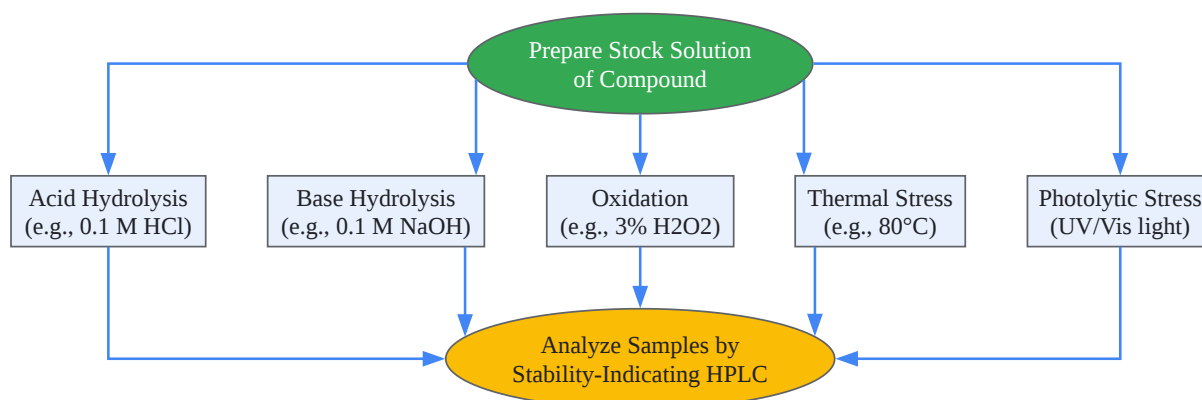 Prepare Stock Solution
of Compound
Acid Hydrolysis
(e.g., 0.1 M HCl)
Base Hydrolysis
(e.g., 0.1 M NaOH)
Oxidation
(e.g., 3% H2O2)
Thermal Stress
(e.g., 80°C)
Photolytic Stress
(UV/Vis light)
Analyze Samples by
Stability-Indicating HPLC